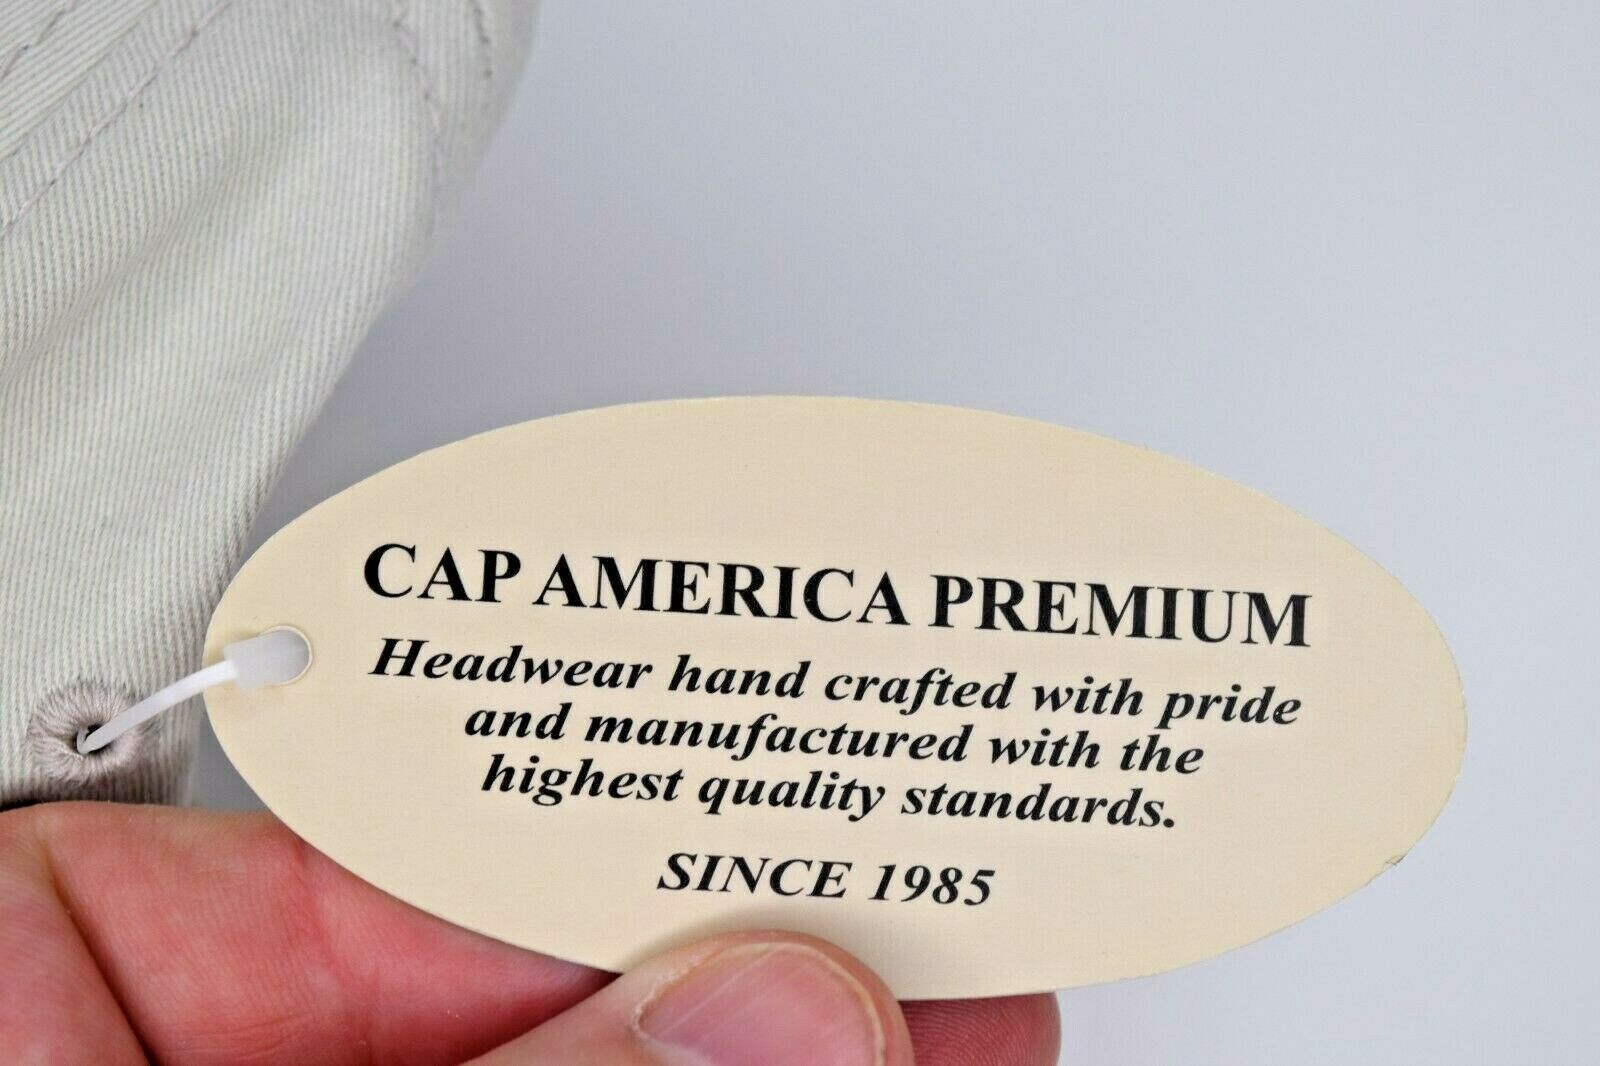 CAP AMERICA PREMIUM
Headwear hand crafted with pride
and manufactured with the
highest quality standards.
SINCE 1985